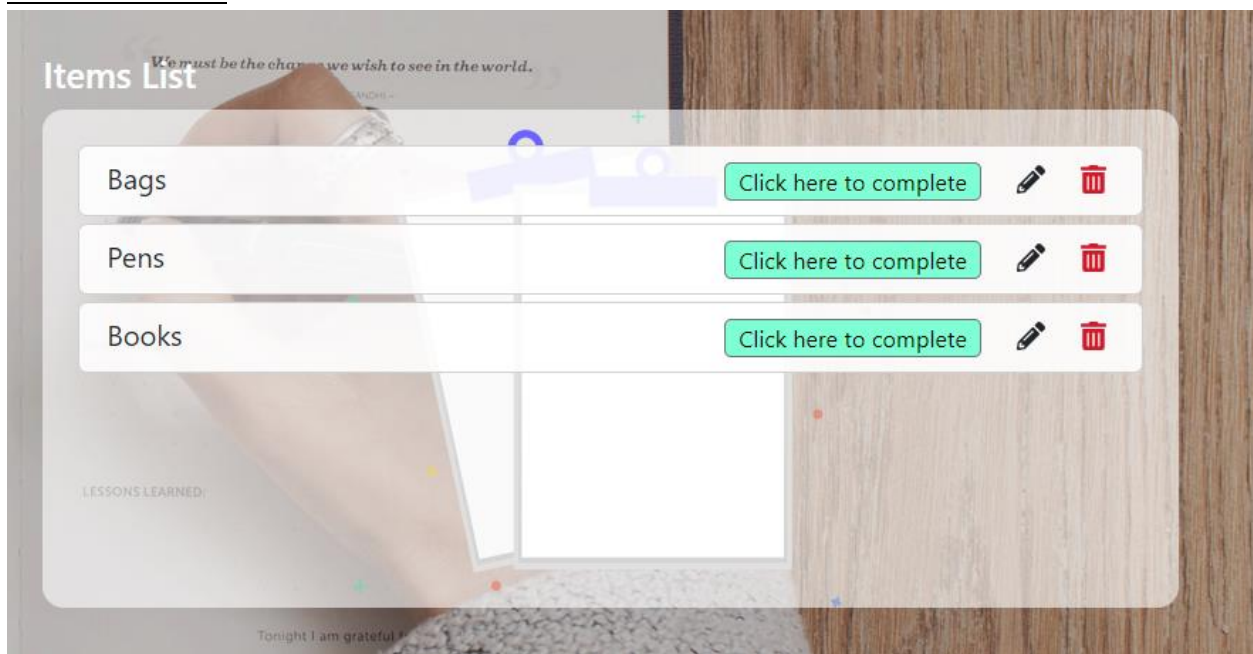 We must be the change we wish to see in the world.
Items List
GANDHI –
Bags
Click here to complete
Pens
Click here to complete
Books
Click here to complete
LESSONS LEARNED:
Tonight I am grateful